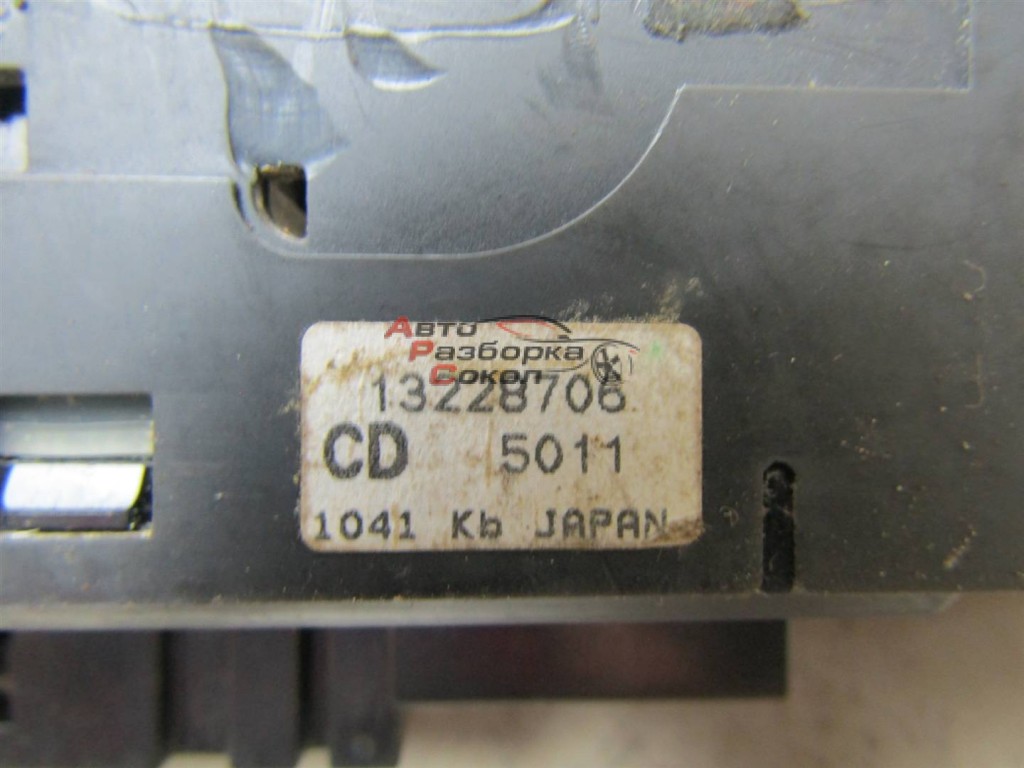 Авто
Разборка
Сокол
13228706
CD 5011
1041 Kb JAPAN